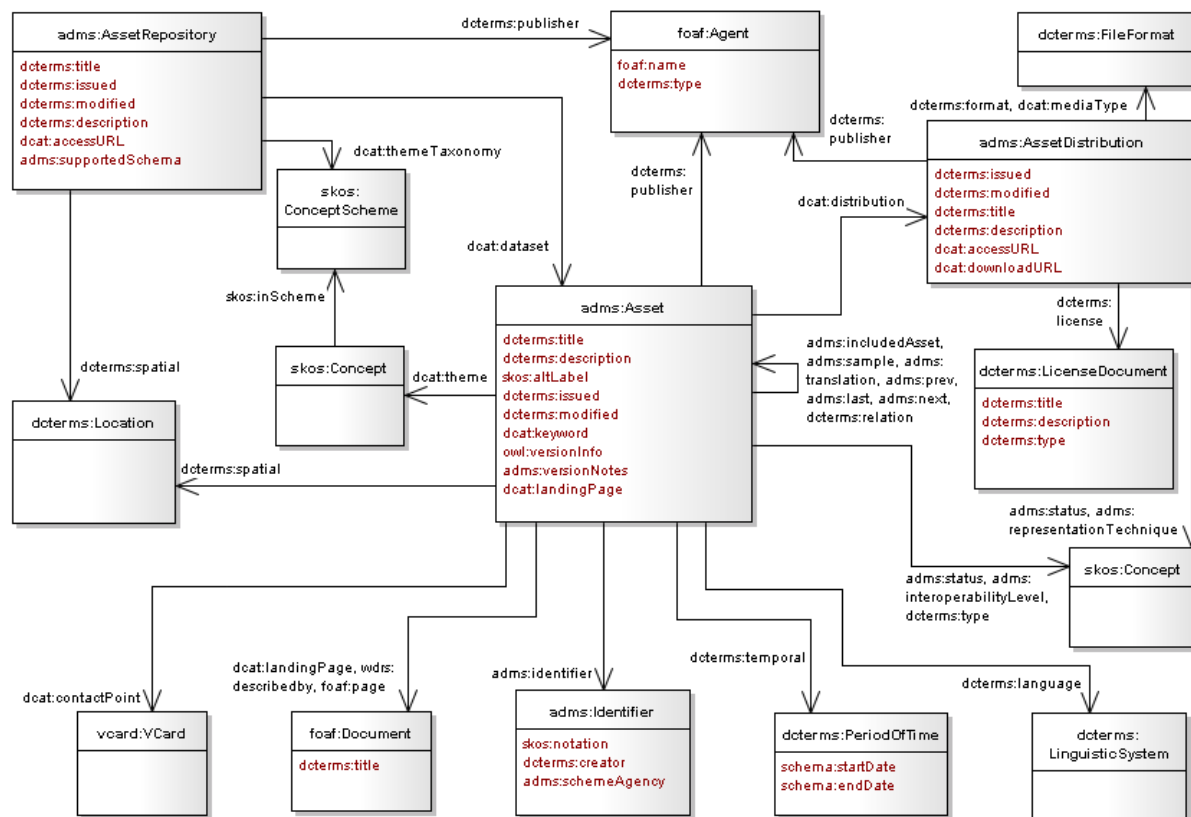 adms:AssetRepository
dcterms:title
dcterms:issued
dcterms:modified
dcterms:description
dcat:accessURL
adms:supportedSchema
dcterms:publisher
foaf:Agent
foaf:name
dcterms:type
dcterms:FileFormat
dcterms:format, dcat:mediaType
dcterms:
publisher
adms:AssetDistribution
dcterms:issued
dcterms:modified
dcterms:title
dcterms:description
dcat:accessURL
dcat:downloadURL
dcat:themeTaxonomy
skos:
ConceptScheme
dcterms:
publisher
dcat:distribution
dcat:dataset
skos:inScheme
adms:Asset
dcterms:title
dcterms:description
skos:altLabel
dcterms:issued
dcterms:modified
dcat:keyword
owl:versionInfo
adms:versionNotes
dcat:landingPage
dcterms:
license
adms:includedAsset,
adms:sample, adms:
translation, adms:prev,
adms:last, adms:next,
dcterms:relation
dcterms:LicenseDocument
dcterms:title
dcterms:description
dcterms:type
skos:Concept
dcat:theme
dcterms:spatial
dcterms:Location
dcterms:spatial
adms:status, adms:
representationTechnique
skos:Concept
adms:status, adms:
interoperabilityLevel,
dcterms:type
dcat:contactPoint
dcat:landingPage, wdrs:
describedby, foaf:page
adms:identifier
dcterms:temporal
dcterms:language
vcard:VCard
foaf:Document
dcterms:title
adms:Identifier
skos:notation
dcterms:creator
adms:schemeAgency
dcterms:PeriodOfTime
schema:startDate
schema:endDate
dcterms:
LinguisticSystem